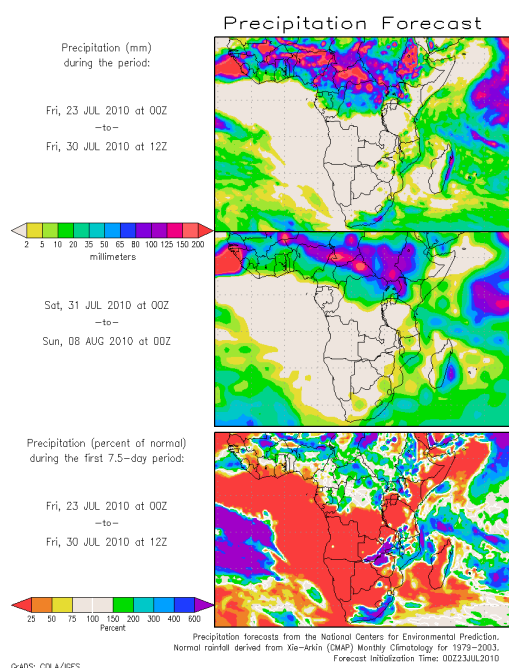 Precipitation Forecast
Precipitation (mm)
during the period:
Fri, 23 JUL 2010 at 00Z
-to-
Fri, 30 JUL 2010 at 12Z
2 5 10 20 35 50 65 80 100 125 150 200
millimeters
Sat, 31 JUL 2010 at 00Z
-to-
Sun, 08 AUG 2010 at 00Z
Precipitation (percent of normal)
during the first 7.5-day period:
Fri, 23 JUL 2010 at 00Z
-to-
Fri, 30 JUL 2010 at 12Z
25 50 75 100 150 200 300 400 600
Percent
Precipitation forecasts from the National Centers for Environmental Prediction.
Normal rainfall derived from Xie-Arkin (CMAP) Monthly Climatology for 1979-2003.
Forecast Initialization Time: 00Z23JUL2010
GrADS: COLA/IGES